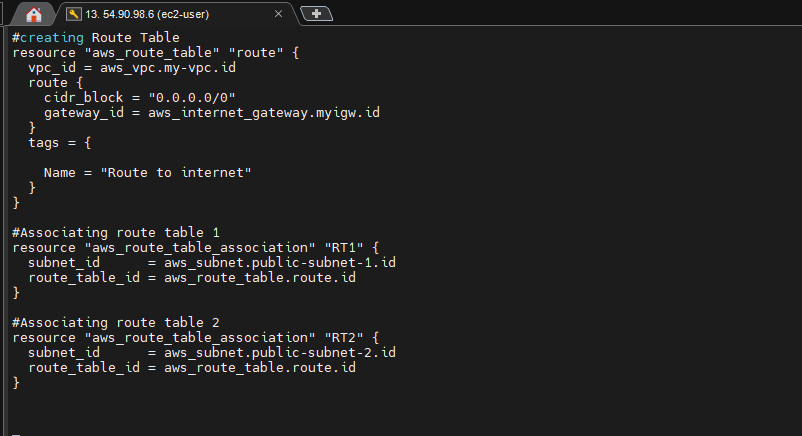 13. 54.90.98.6 (ec2-user)
#creating Route Table
resource "aws_route_table" "route" {
  vpc_id = aws_vpc.my-vpc.id
  route {
    cidr_block = "0.0.0.0/0"
    gateway_id = aws_internet_gateway.myigw.id
  }
  tags = {

    Name = "Route to internet"
  }
}

#Associating route table 1
resource "aws_route_table_association" "RT1" {
  subnet_id      = aws_subnet.public-subnet-1.id
  route_table_id = aws_route_table.route.id
}

#Associating route table 2
resource "aws_route_table_association" "RT2" {
  subnet_id      = aws_subnet.public-subnet-2.id
  route_table_id = aws_route_table.route.id
}